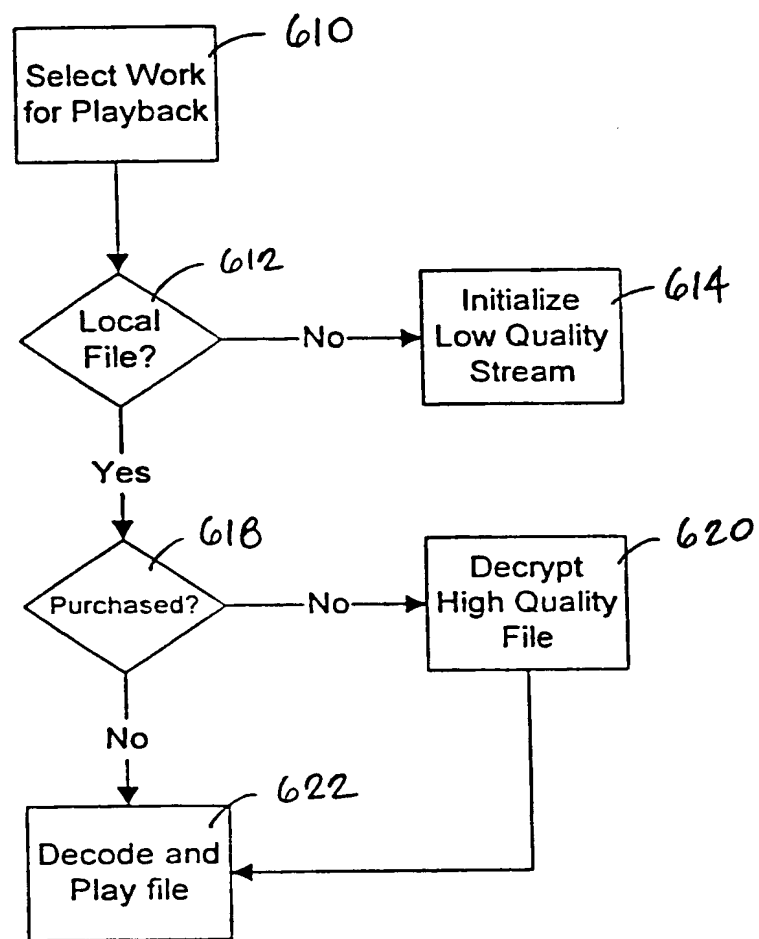 610
Select Work
for Playback
612
Local
File?
No
Initialize
Low Quality
Stream
614
Yes
618
Purchased?
No
Decrypt
High Quality
File
620
No
622
Decode and
Play file